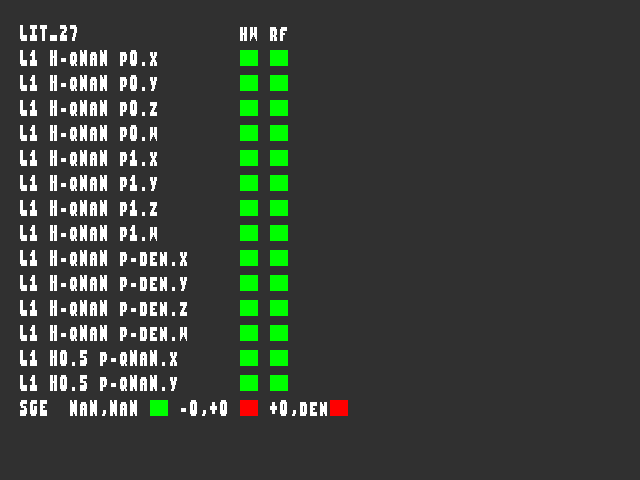 LIT_27 HW RF
L1 H-QNAN P0.X
L1 H-QNAN P0.Y
L1 H-QNAN P0.Z
L1 H-QNAN P0.W
L1 H-QNAN P1.X
L1 H-QNAN P1.Y
L1 H-QNAN P1.Z
L1 H-QNAN P1.W
L1 H-QNAN P-DEN.X
L1 H-QNAN P-DEN.Y
L1 H-QNAN P-DEN.Z
L1 H-QNAN P-DEN.W
L1 H0.5 P-QNAN.X
L1 H0.5 P-QNAN.Y
SGE NAN,NAN -0,+0 +0,DEN